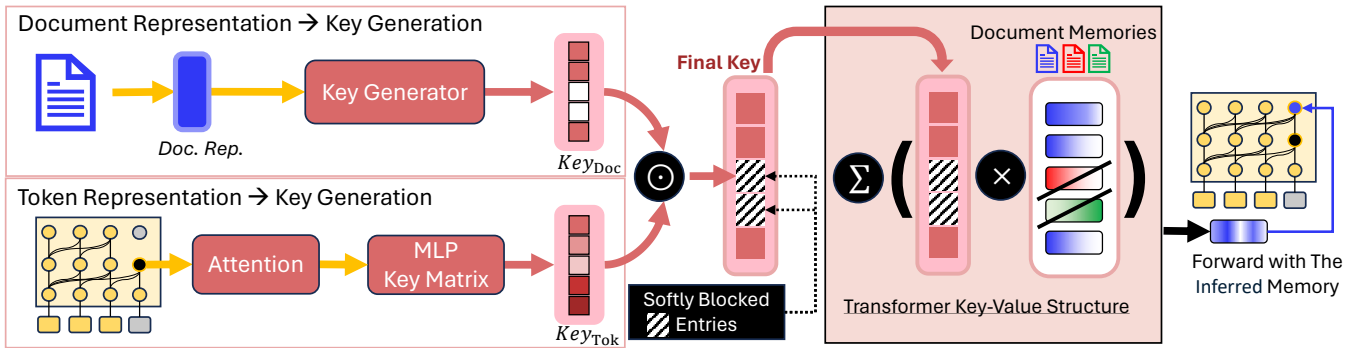 Document Representation → Key Generation
Doc. Rep.
Key Generator
Key_Doc
Token Representation → Key Generation
Attention
MLP
Key Matrix
Key_Tok
⊙
Final Key
Softly Blocked
Entries
Document Memories
Σ ( × )
Transformer Key-Value Structure
Forward with The
Inferred Memory